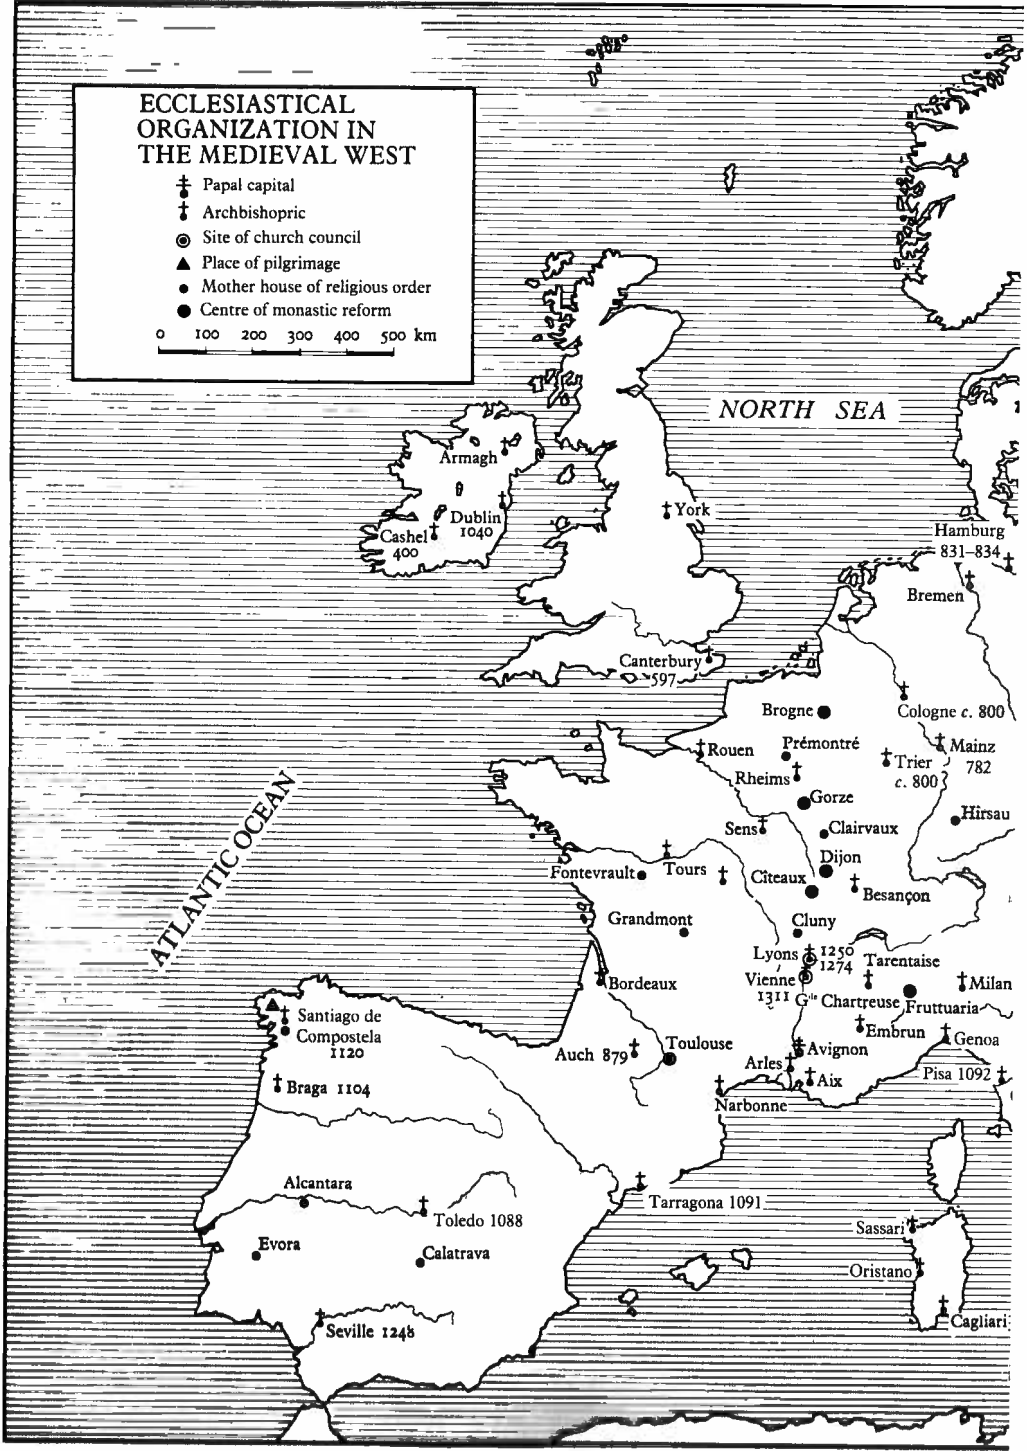 ECCLESIASTICAL
ORGANIZATION IN
THE MEDIEVAL WEST
Papal capital
Archbishopric
Site of church council
Place of pilgrimage
Mother house of religious order
Centre of monastic reform
0 100 200 300 400 500 km
NORTH SEA
ATLANTIC OCEAN
Armagh
Dublin
1040
Cashel
400
York
Canterbury
597
Hamburg
831–834
Bremen
Brogne
Cologne c. 800
Rouen
Prémontré
Mainz
782
Rheims
Trier
c. 800
Gorze
Hirsau
Sens
Clairvaux
Dijon
Fontevrault
Tours
Cîteaux
Besançon
Grandmont
Cluny
Lyons
1250
1274
Tarentaise
Vienne
1311
Gde Chartreuse
Milan
Fruttuaria
Bordeaux
Embrun
Genoa
Santiago de
Compostela
1120
Auch 879
Toulouse
Avignon
Arles
Aix
Pisa 1092
Braga 1104
Narbonne
Alcantara
Toledo 1088
Tarragona 1091
Evora
Calatrava
Sassari
Oristano
Cagliari
Seville 1248